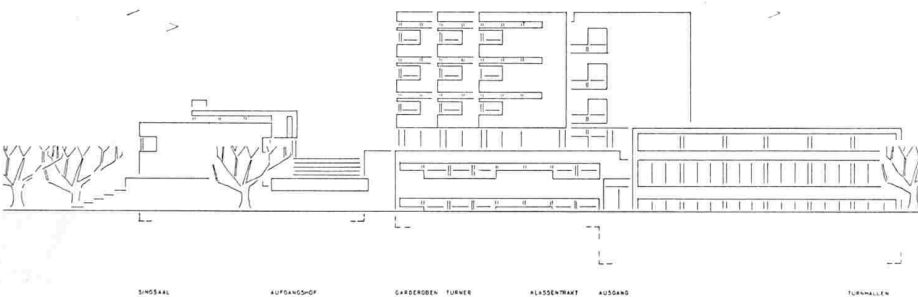 SINGSAAL AUFGANGSHOF GARDEROBEN TURNER KLASSENTRAKT AUSGANG TURNHALLEN